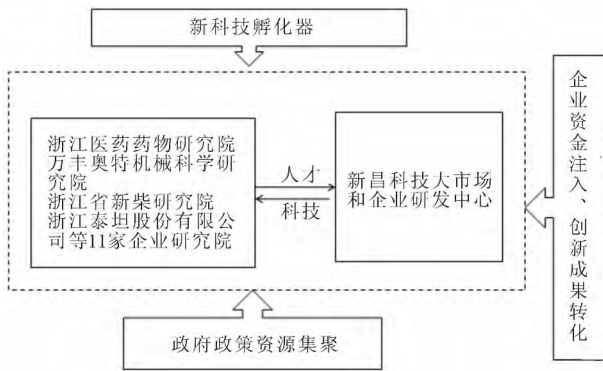 新科技孵化器
浙江医药药物研究院
万丰奥特机械科学研
究院
浙江省新柴研究院
浙江泰坦股份有限公
司等11家企业研究院
人才
科技
新昌科技大市场
和企业研发中心
企业资金注入、创新成果转化
政府政策资源集聚